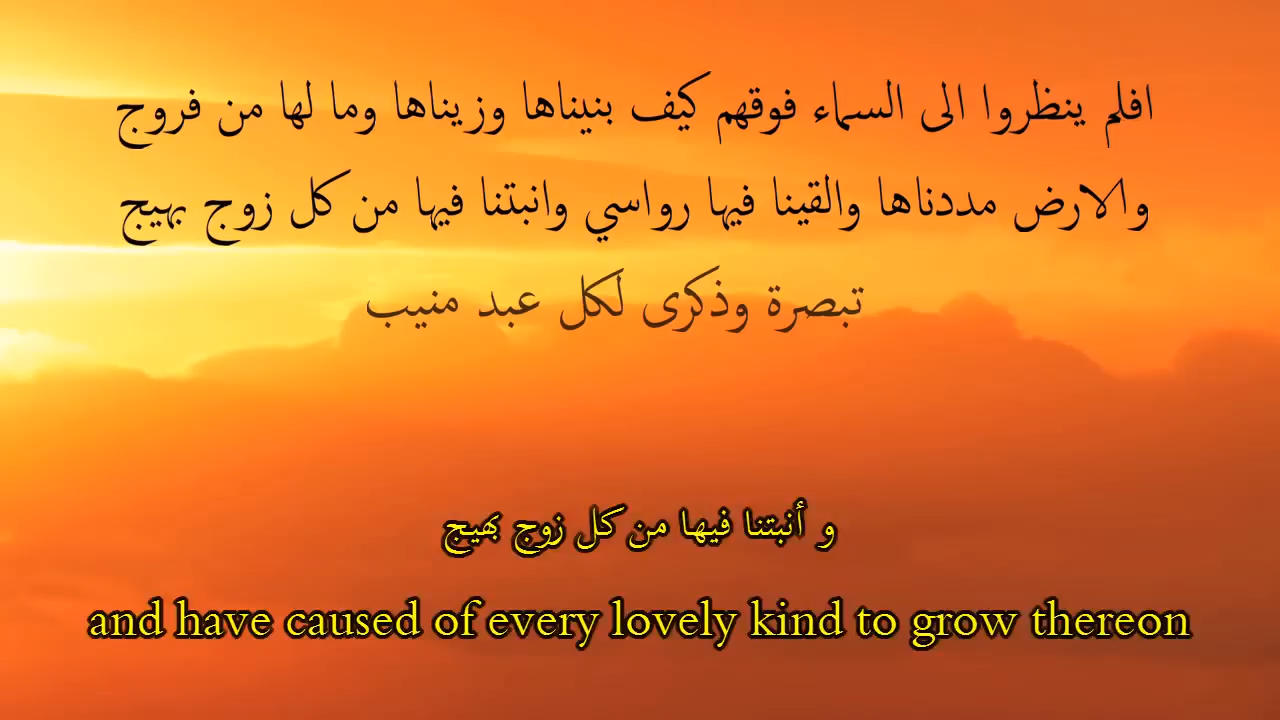 افلم ينظروا الى السماء فوقهم كيف بنيناها وزيناها وما لها من فروج
والارض مددناها والقينا فيها رواسي وانبتنا فيها من كل زوج بهيج
تبصرة وذكرى لكل عبد منيب
و أنبتنا فيها من كل زوج بهيج
and have caused of every lovely kind to grow thereon